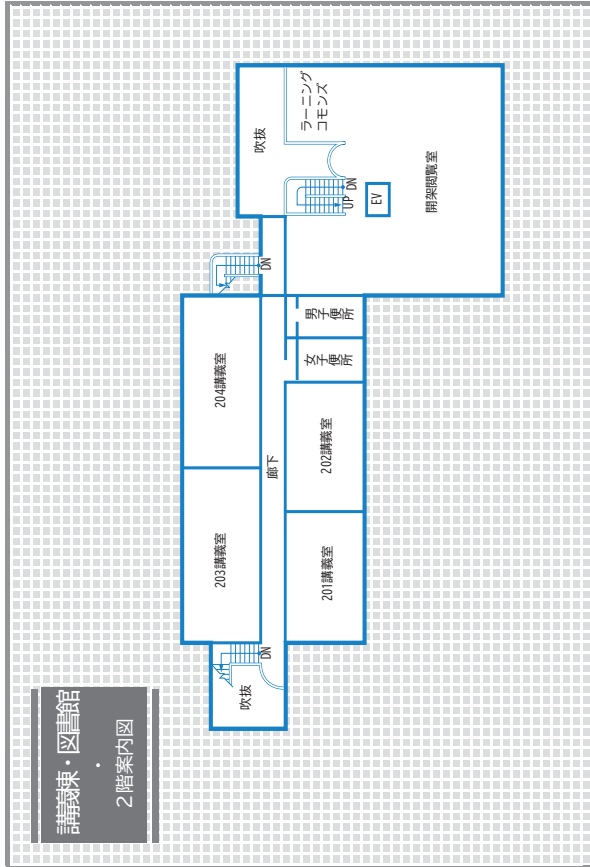 講義棟・図書館
・
２階案内図
吹抜
DN
203講義室
204講義室
廊下
201講義室
202講義室
女子便所
男子便所
DN
吹抜
ラーニング
コモンズ
UP
DN
EV
開架閲覧室